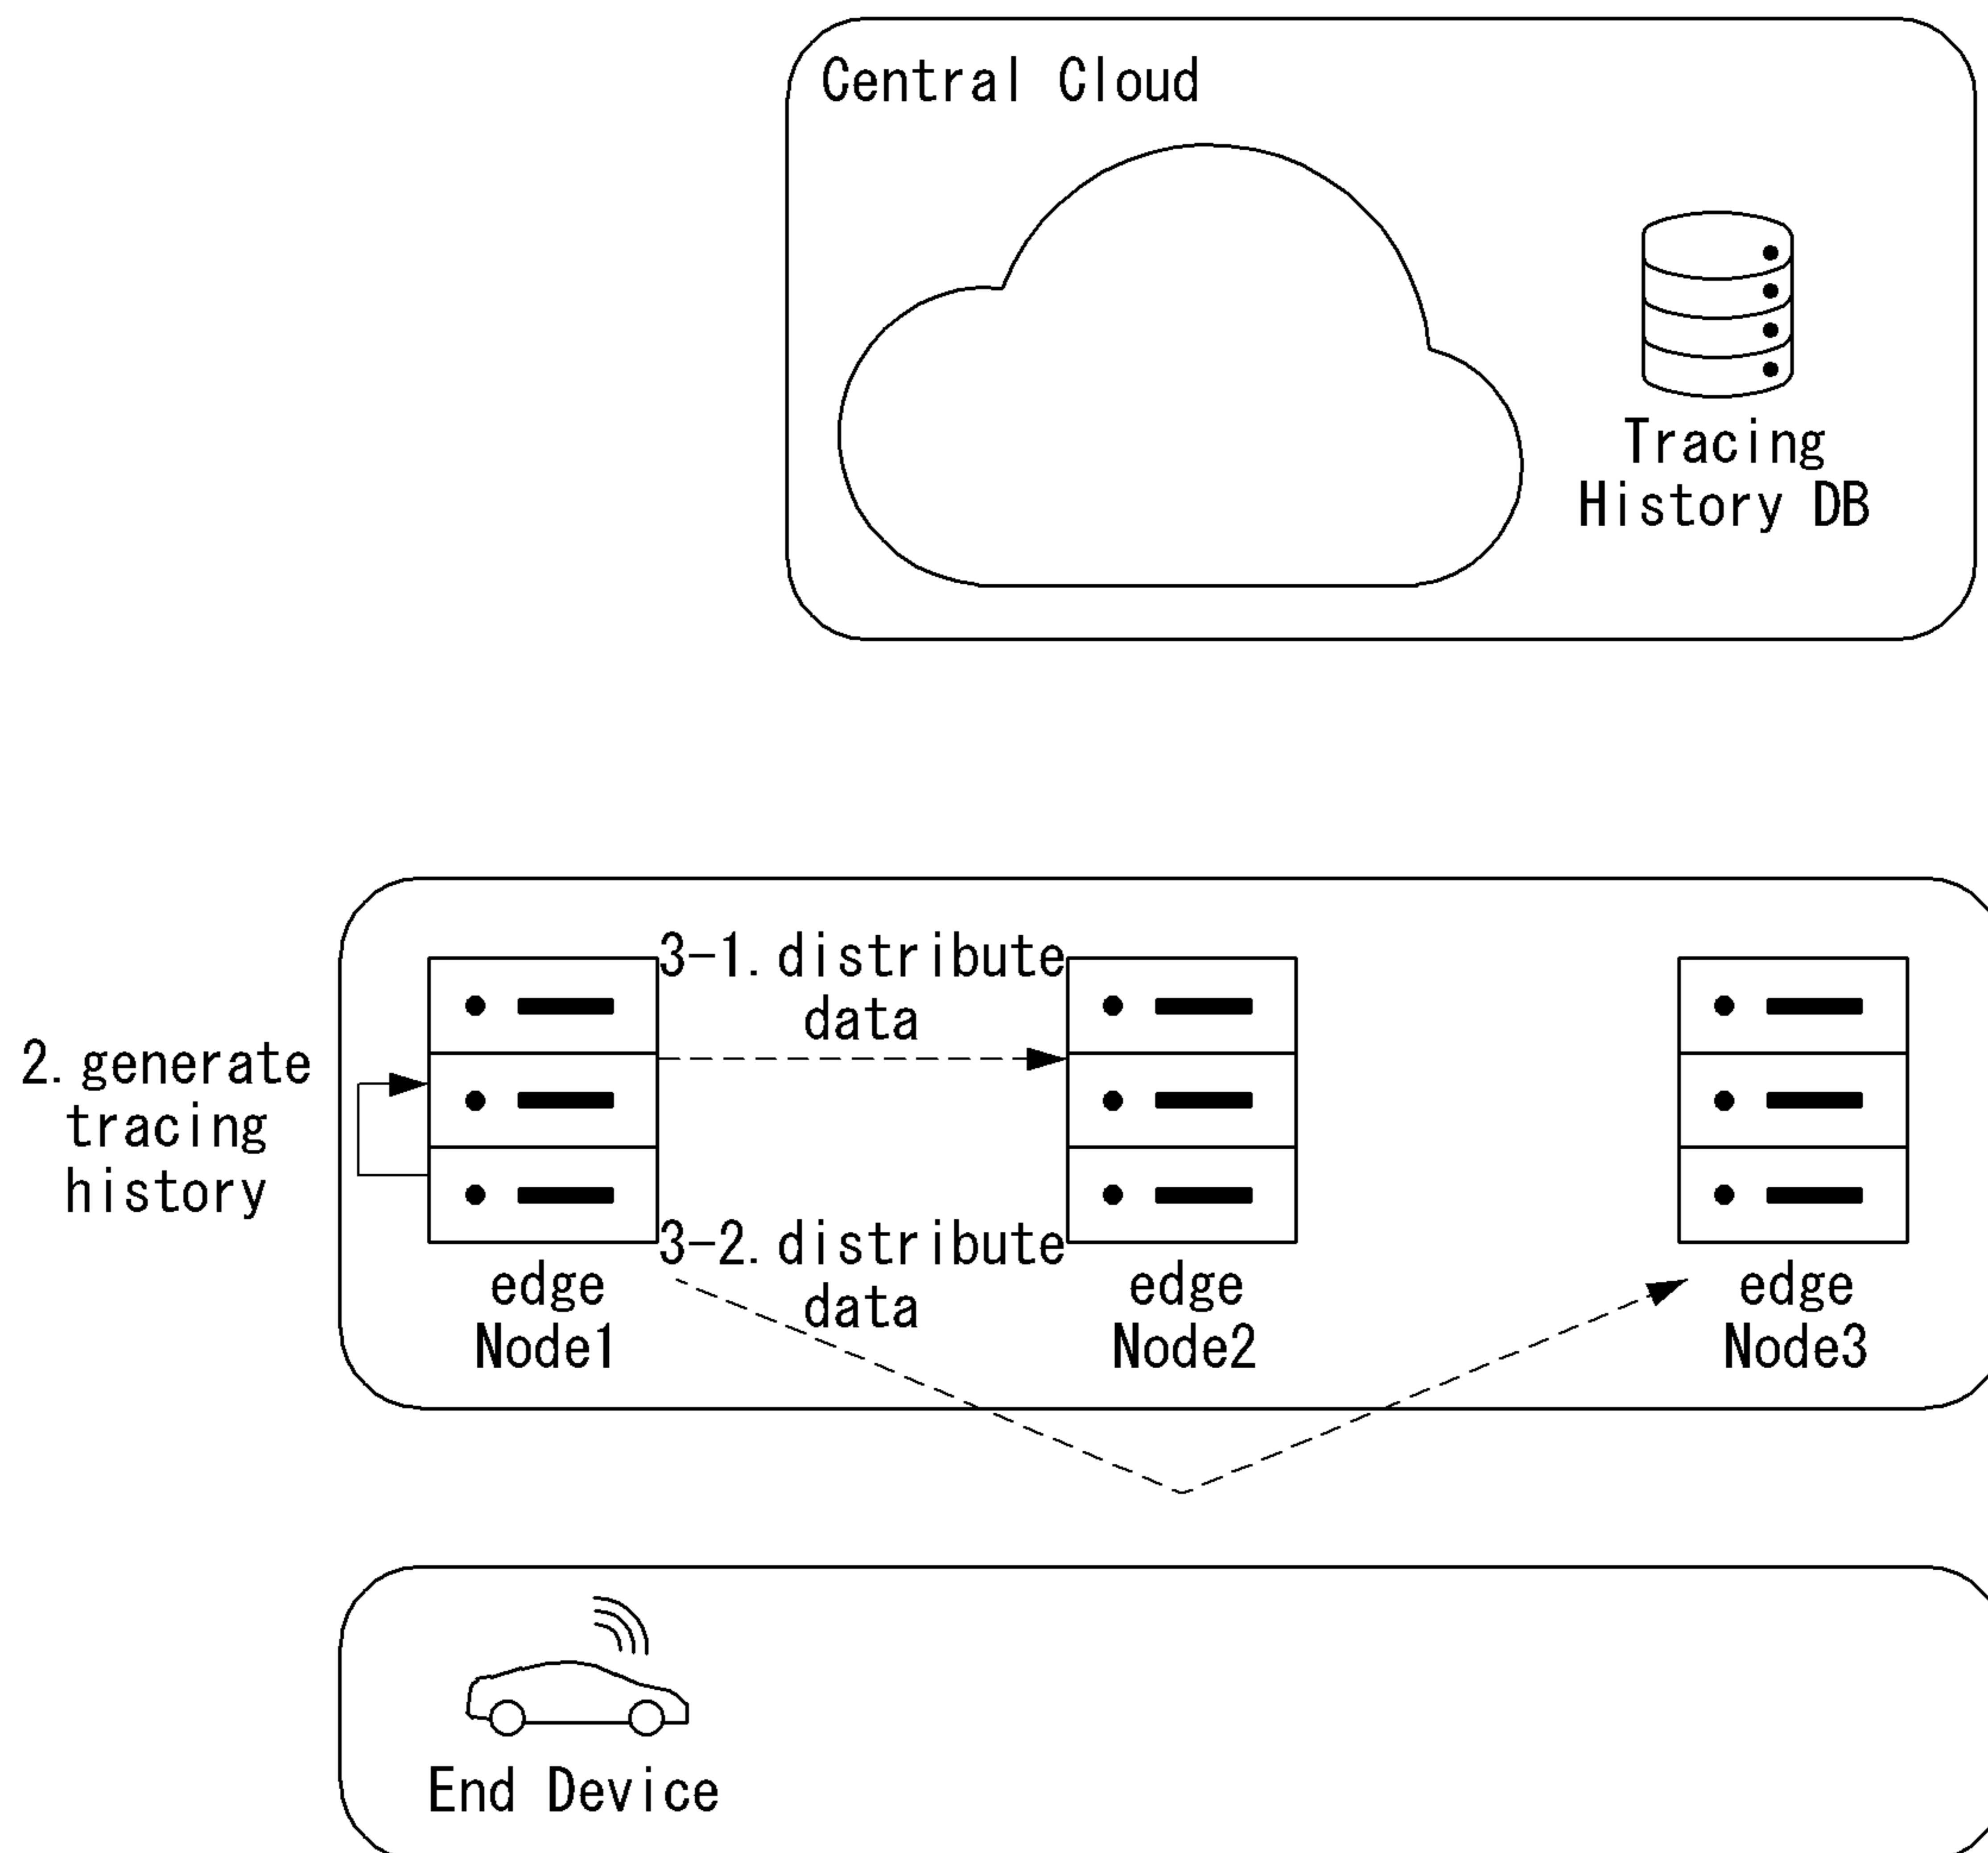 Central Cloud
Tracing
History DB
3-1. distribute
data
2. generate
tracing
history
3-2. distribute
data
edge
Node1
edge
Node2
edge
Node3
End Device